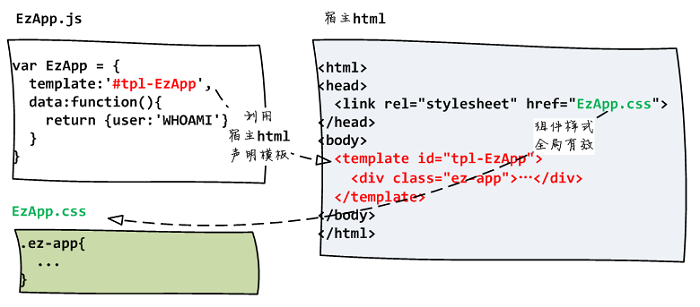 EzApp.js
var EzApp = {
template:'#tpl-EzApp',
data:function(){
return {user:'WHOAMI'}
}
}
利用
宿主html
声明模板
EzApp.css
.ez-app{
...
}
宿主html
<html>
<head>
<link rel="stylesheet" href="EzApp.css">
</head>
<body>
<template id="tpl-EzApp">
<div class="ez-app">…</div>
</template>
</body>
</html>
组件样式
全局有效